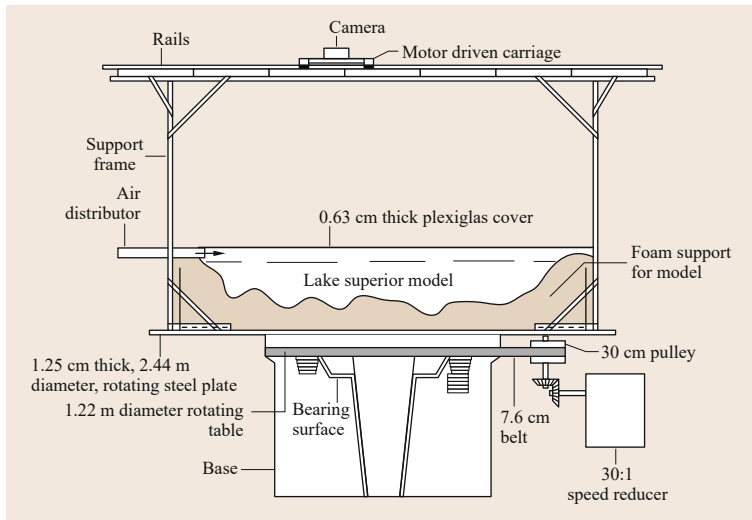 Camera
Rails
Motor driven carriage
Support
frame
Air
distributor
0.63 cm thick plexiglas cover
Foam support
for model
Lake superior model
30 cm pulley
1.25 cm thick, 2.44 m
diameter, rotating steel plate
1.22 m diameter rotating
table
Bearing
surface
7.6 cm
belt
Base
30:1
speed reducer